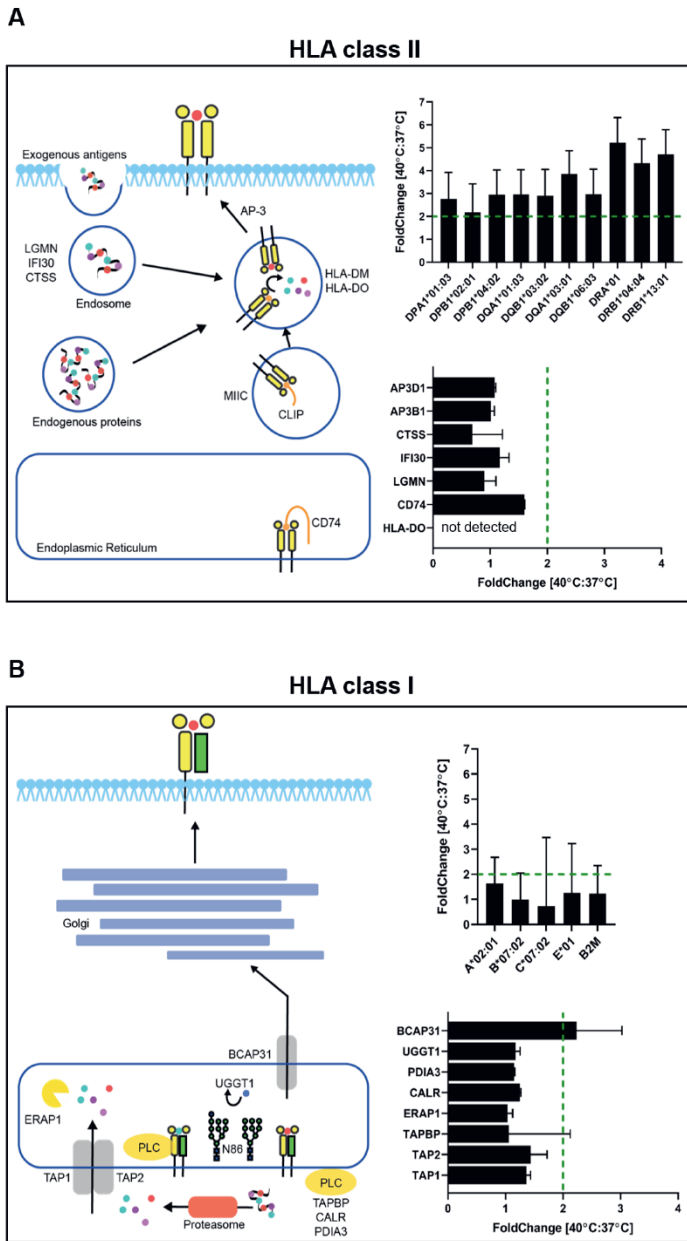 A
HLA class II
Exogenous antigens
LGMN
IFI30
CTSS
Endosome
Endogenous proteins
AP-3
HLA-DM
HLA-DO
MIIC
CLIP
CD74
Endoplasmic Reticulum
FoldChange [40°C:37°C]
7
6
5
4
3
2
1
0
DPA1*01:03
DPB1*02:01
DPB1*04:02
DQA1*01:03
DQB1*03:02
DQA1*03:01
DQB1*06:03
DRA*01
DRB1*04:04
DRB1*13:01
AP3D1
AP3B1
CTSS
IFI30
LGMN
CD74
HLA-DO
not detected
0 1 2 3 4
FoldChange [40°C:37°C]
B
HLA class I
Golgi
BCAP31
UGGT1
ERAP1
PLC
N86
TAP1
TAP2
PLC
TAPBP
CALR
PDIA3
Proteasome
FoldChange [40°C:37°C]
7
6
5
4
3
2
1
0
A*02:01
B*07:02
C*07:02
E*01
B2M
BCAP31
UGGT1
PDIA3
CALR
ERAP1
TAPBP
TAP2
TAP1
0 1 2 3 4
FoldChange [40°C:37°C]